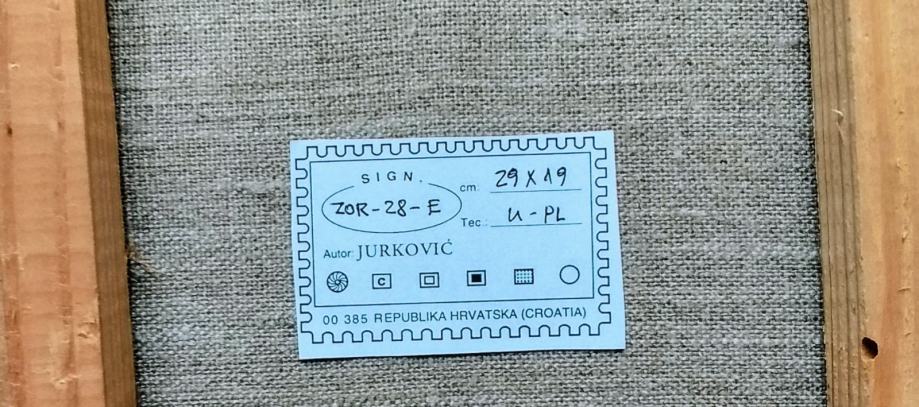 SIGN.
ZOR-28-E
cm: 29 X 19
Tec.: U-PL
Autor: JURKOVIĆ
C
00 385 REPUBLIKA HRVATSKA (CROATIA)